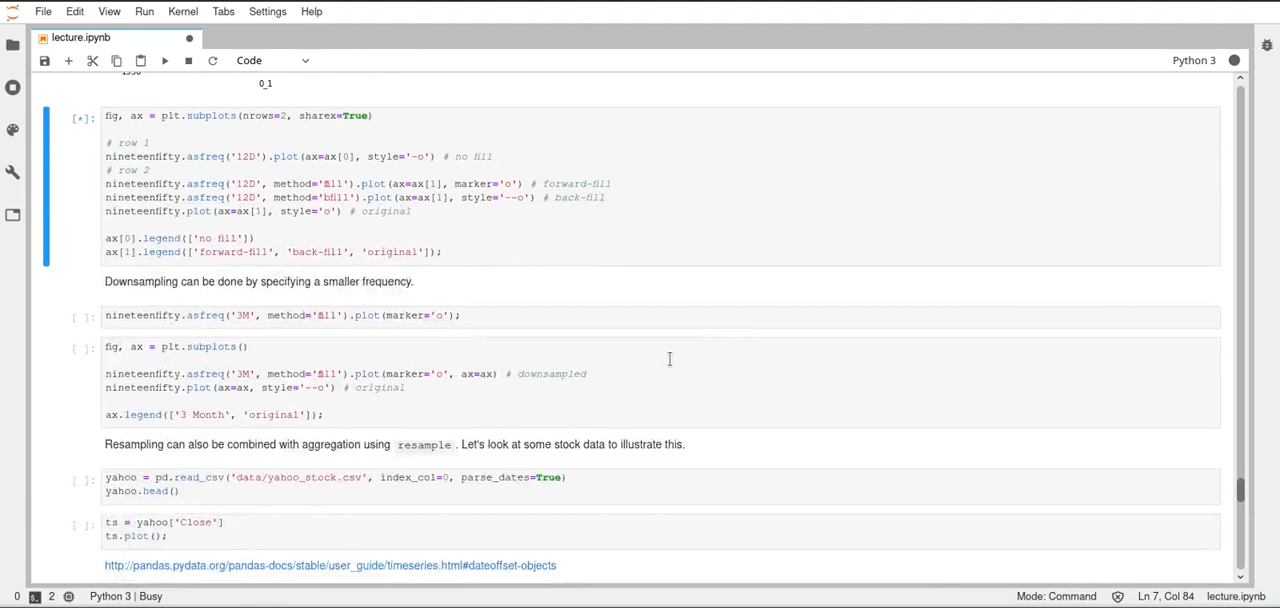 File Edit View Run Kernel Tabs Settings Help
lecture.ipynb
Code Python 3
0_1
[*]: fig, ax = plt.subplots(nrows=2, sharex=True)
# row 1
nineteenfifty.asfreq('12D').plot(ax=ax[0], style='-o') # no fill
# row 2
nineteenfifty.asfreq('12D', method='ffill').plot(ax=ax[1], marker='o') # forward-fill
nineteenfifty.asfreq('12D', method='bfill').plot(ax=ax[1], style='--o') # back-fill
nineteenfifty.plot(ax=ax[1], style='o') # original
ax[0].legend(['no fill'])
ax[1].legend(['forward-fill', 'back-fill', 'original']);
Downsampling can be done by specifying a smaller frequency.
[ ]: nineteenfifty.asfreq('3M', method='ffill').plot(marker='o');
[ ]: fig, ax = plt.subplots()
nineteenfifty.asfreq('3M', method='ffill').plot(marker='o', ax=ax) # downsampled
nineteenfifty.plot(ax=ax, style='--o') # original
ax.legend(['3 Month', 'original']);
Resampling can also be combined with aggregation using resample. Let's look at some stock data to illustrate this.
[ ]: yahoo = pd.read_csv('data/yahoo_stock.csv', index_col=0, parse_dates=True)
yahoo.head()
[ ]: ts = yahoo['Close']
ts.plot();
http://pandas.pydata.org/pandas-docs/stable/user_guide/timeseries.html#dateoffset-objects
0 2 Python 3 | Busy Mode: Command Ln 7, Col 84 lecture.ipynb